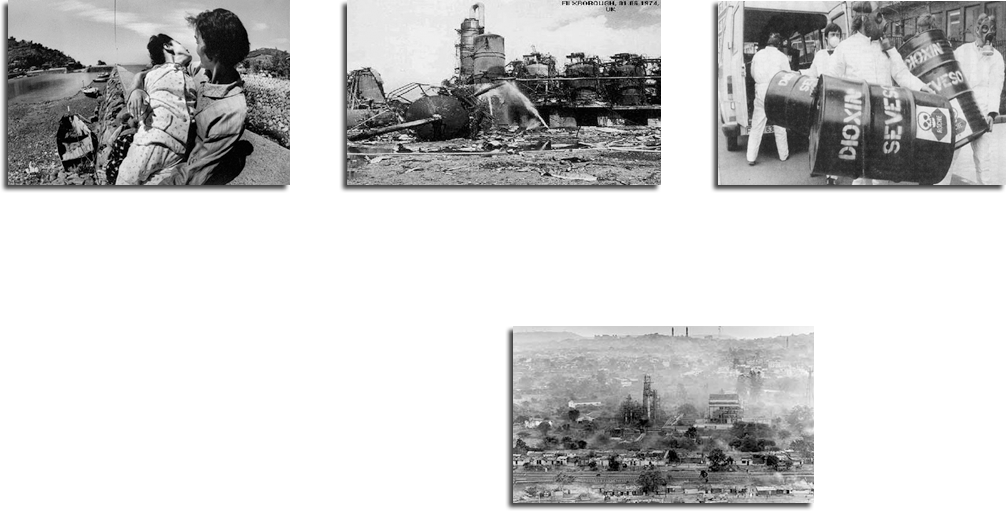 FLIXBOROUGH, 01.06.1974,
UK
DIOXIN
SEVESO
DIOXIN
SEVESO